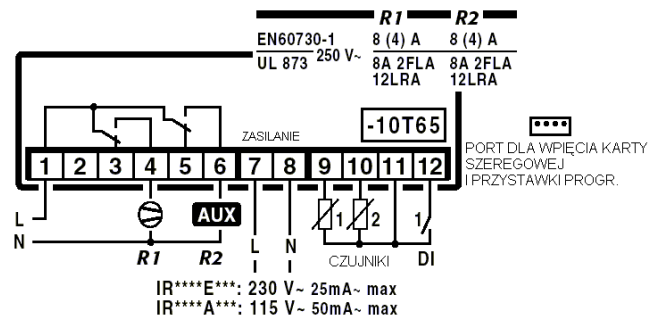 R1 R2
EN60730-1 250 V~ 8 (4) A 8 (4) A
UL 873 8A 2FLA 8A 2FLA
12LRA 12LRA
-10T65
ZASILANIE
PORT DLA WPIĘCIA KARTY
SZEREGOWEJ
I PRZYSTAWKI PROGR.
1 2 3 4 5 6 7 8 9 10 11 12
L
N
AUX
1 2 1
R1 R2
L N
CZUJNIKI DI
IR****E***: 230 V~ 25mA~ max
IR****A***: 115 V~ 50mA~ max